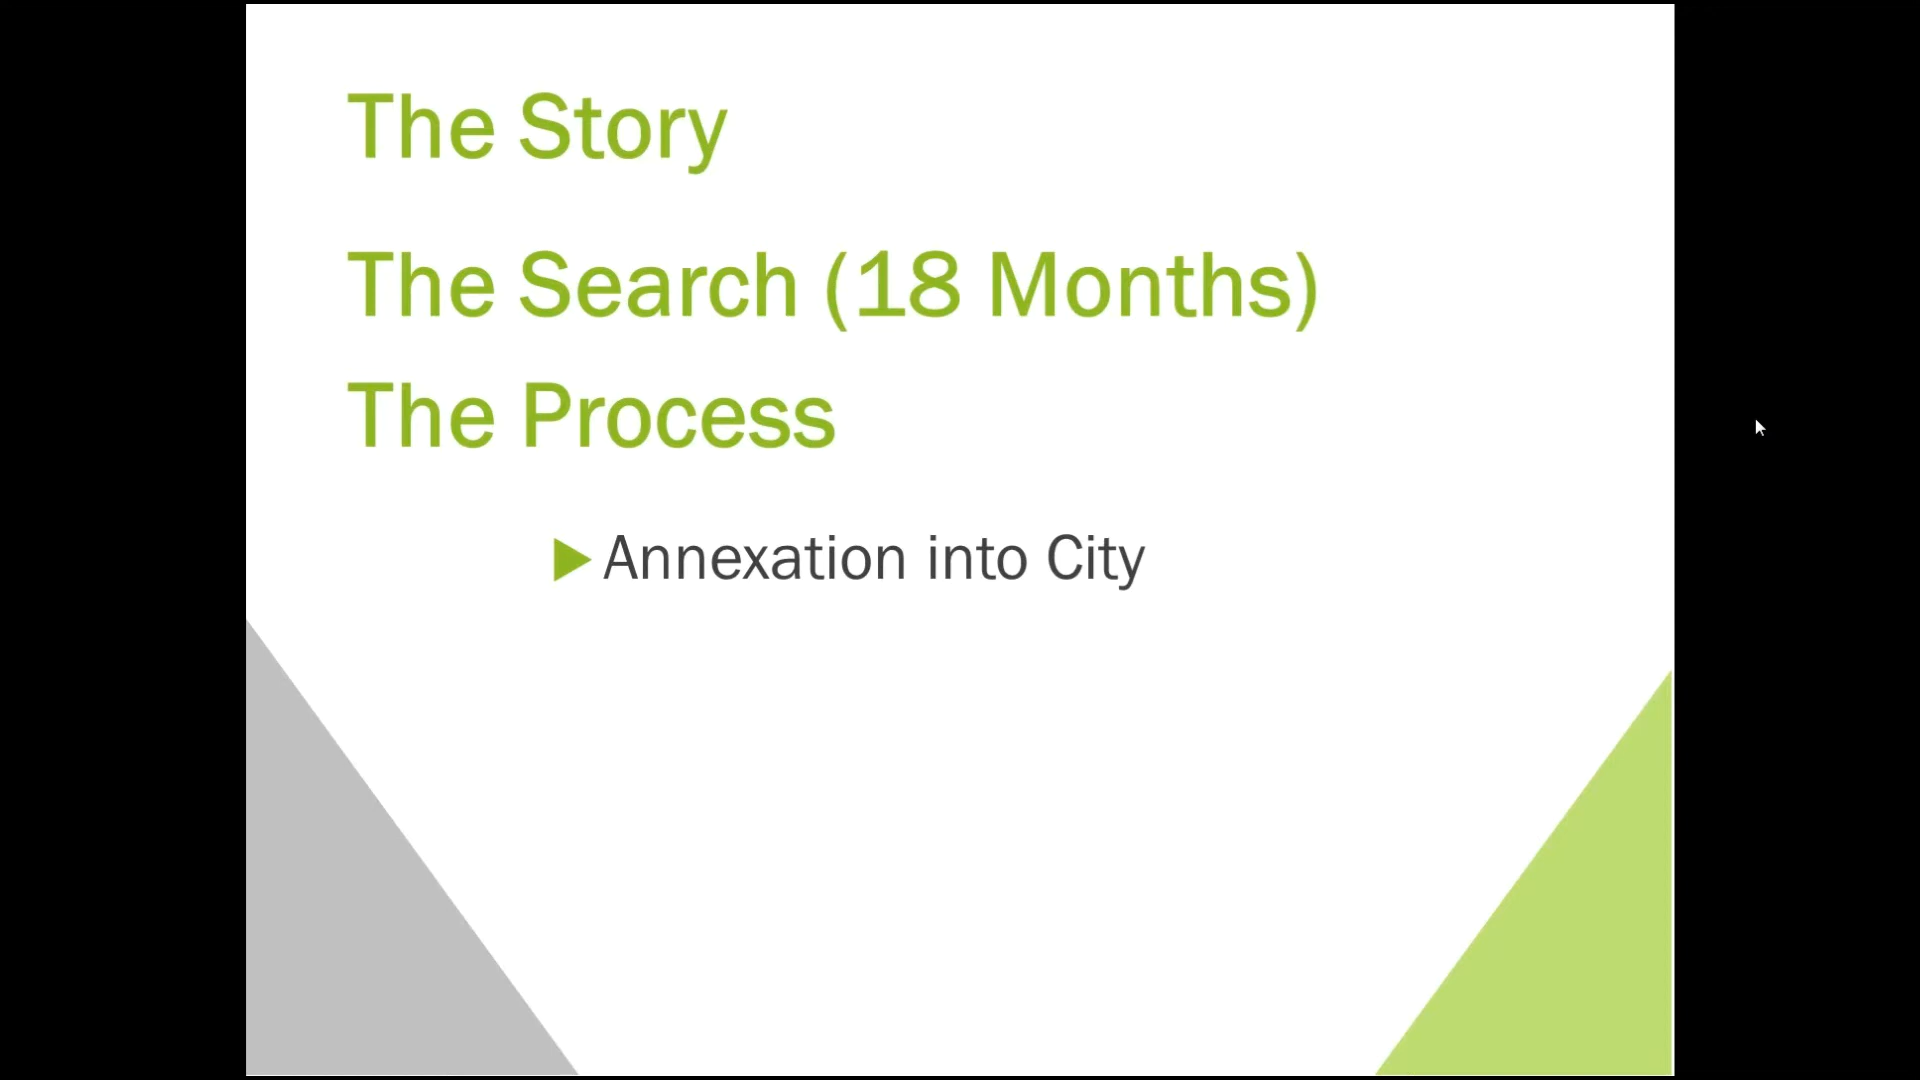 The Story
The Search (18 Months)
The Process
Annexation into City